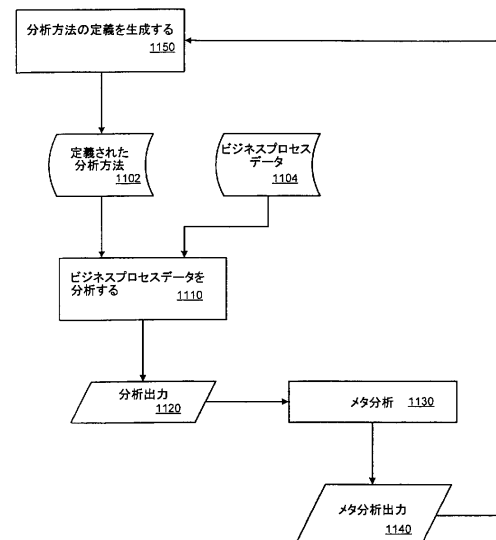 分析方法の定義を生成する
1150
定義された
分析方法
1102
ビジネスプロセス
データ
1104
ビジネスプロセスデータを
分析する
1110
分析出力
1120
メタ分析 1130
メタ分析出力
1140